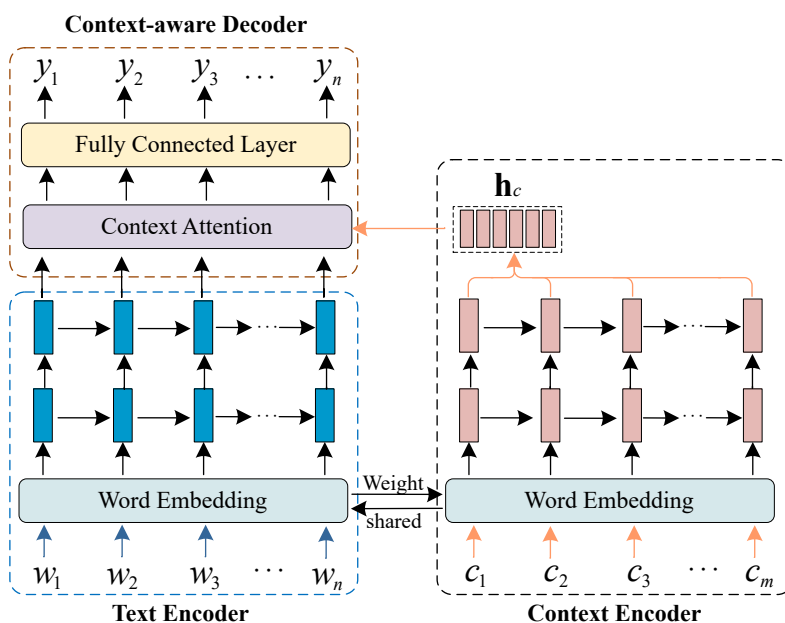 Context-aware Decoder
y1 y2 y3 ... yn
Fully Connected Layer
hc
Context Attention
...
...
...
...
Word Embedding
Weight
shared
Word Embedding
w1 w2 w3 ... wn
c1 c2 c3 ... cm
Text Encoder
Context Encoder